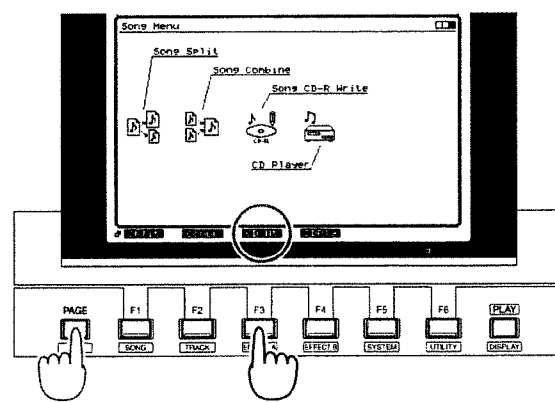 Song Menu
Song Split
Song Combine
Song CD-R Write
CD-R
CD Player
PAGE F1 F2 F3 F4 F5 F6 PLAY
SONG TRACK EFFECT B SYSTEM UTILITY DISPLAY